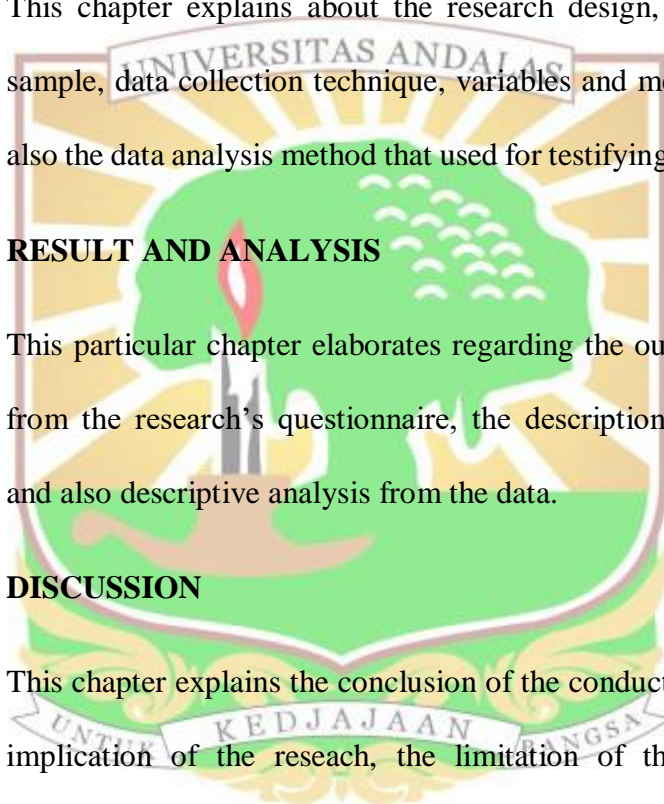 This chapter explains about the research design,
UNIVERSITAS ANDALAS
sample, data collection technique, variables and me
also the data analysis method that used for testifying
RESULT AND ANALYSIS
This particular chapter elaborates regarding the ou
from the research’s questionnaire, the description
and also descriptive analysis from the data.
DISCUSSION
This chapter explains the conclusion of the conduct
UNTUK KEDJAJAAN BANGSA
implication of the reseach, the limitation of th